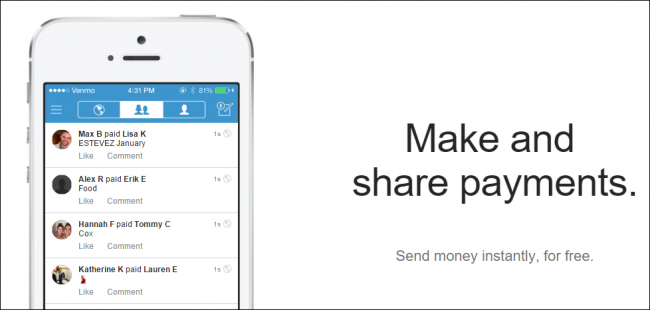 Venmo 4:31 PM 81%
Max B paid Lisa K 1s
ESTEVEZ January
Like Comment
Alex R paid Erik E 1s
Food
Like Comment
Hannah F paid Tommy C 1s
Cox
Like Comment
Katherine K paid Lauren E 1s
Like Comment
Make and
share payments.
Send money instantly, for free.